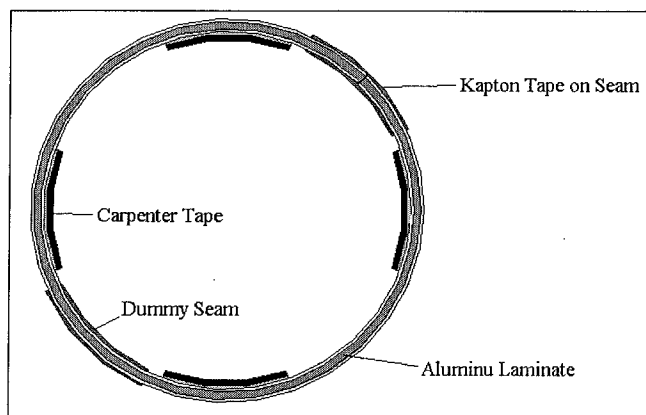 Kapton Tape on Seam
Carpenter Tape
Dummy Seam
Aluminu Laminate